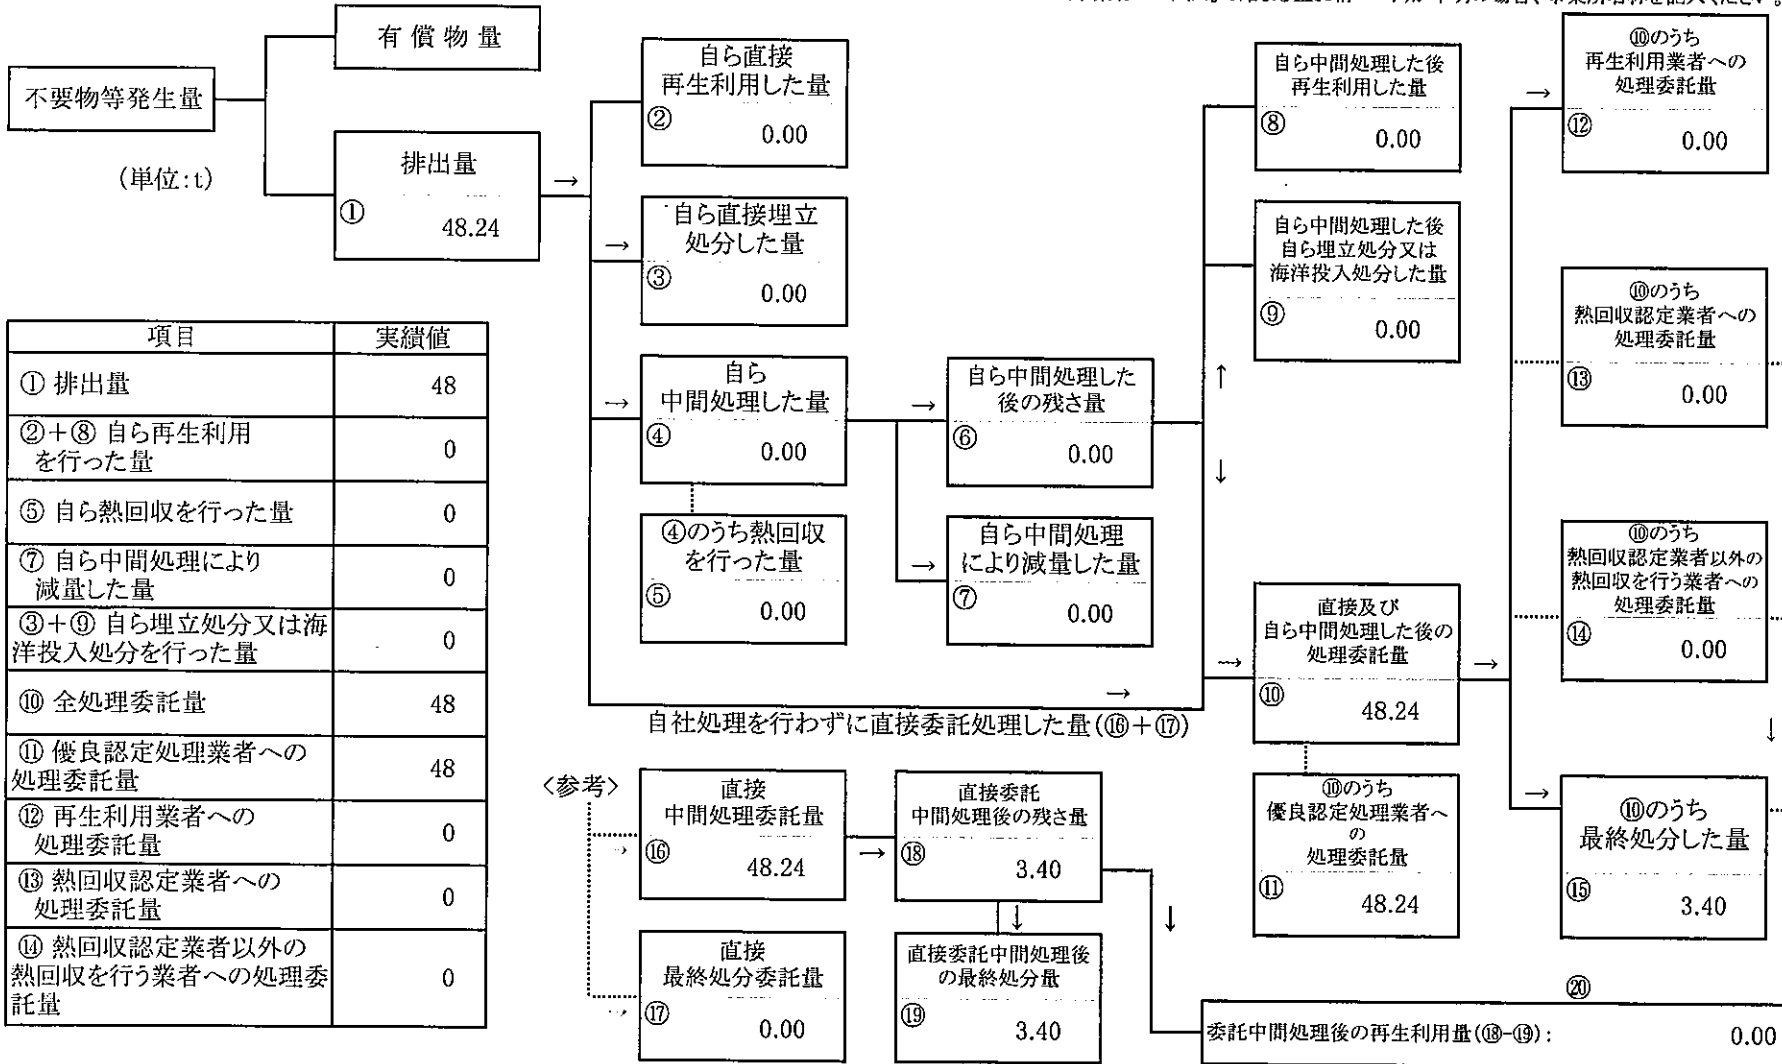 不要物等発生量
(単位:t)
有償物量
排出量
①
48.24
→
自ら直接
再生利用した量
②
0.00
→
自ら直接埋立
処分した量
③
0.00
→
自ら
中間処理した量
④
0.00
④のうち熱回収
を行った量
⑤
0.00
→
自ら中間処理した
後の残さ量
⑥
0.00
→
自ら中間処理
により減量した量
⑦
0.00
自ら中間処理した後
再生利用した量
⑧
0.00
自ら中間処理した後
自ら埋立処分又は
海洋投入処分した量
⑨
0.00
↑
↓
→
直接及び
自ら中間処理した後の
処理委託量
⑩
48.24
⑩のうち
優良認定処理業者へ
の
処理委託量
⑪
48.24
→
→
⑩のうち
再生利用業者への
処理委託量
⑫
0.00
⑩のうち
熱回収認定業者への
処理委託量
⑬
0.00
⑩のうち
熱回収認定業者以外の
熱回収を行う業者への
処理委託量
⑭
0.00
↓
→
⑩のうち
最終処分した量
⑮
3.40
→
自社処理を行わずに直接委託処理した量(⑯+⑰)
〈参考〉
→
直接
中間処理委託量
⑯
48.24
→
直接
最終処分委託量
⑰
0.00
→
直接委託
中間処理後の残さ量
⑱
3.40
↓
直接委託中間処理後
の最終処分量
⑲
3.40
↓
⑳
委託中間処理後の再生利用量(⑱-⑲):
0.00
項目 実績値
① 排出量 48
②+⑧ 自ら再生利用
を行った量 0
⑤ 自ら熱回収を行った量 0
⑦ 自ら中間処理により
減量した量 0
③+⑨ 自ら埋立処分又は海
洋投入処分を行った量 0
⑩ 全処理委託量 48
⑪ 優良認定処理業者への
処理委託量 48
⑫ 再生利用業者への
処理委託量 0
⑬ 熱回収認定業者への
処理委託量 0
⑭ 熱回収認定業者以外の
熱回収を行う業者への処理委
託量 0